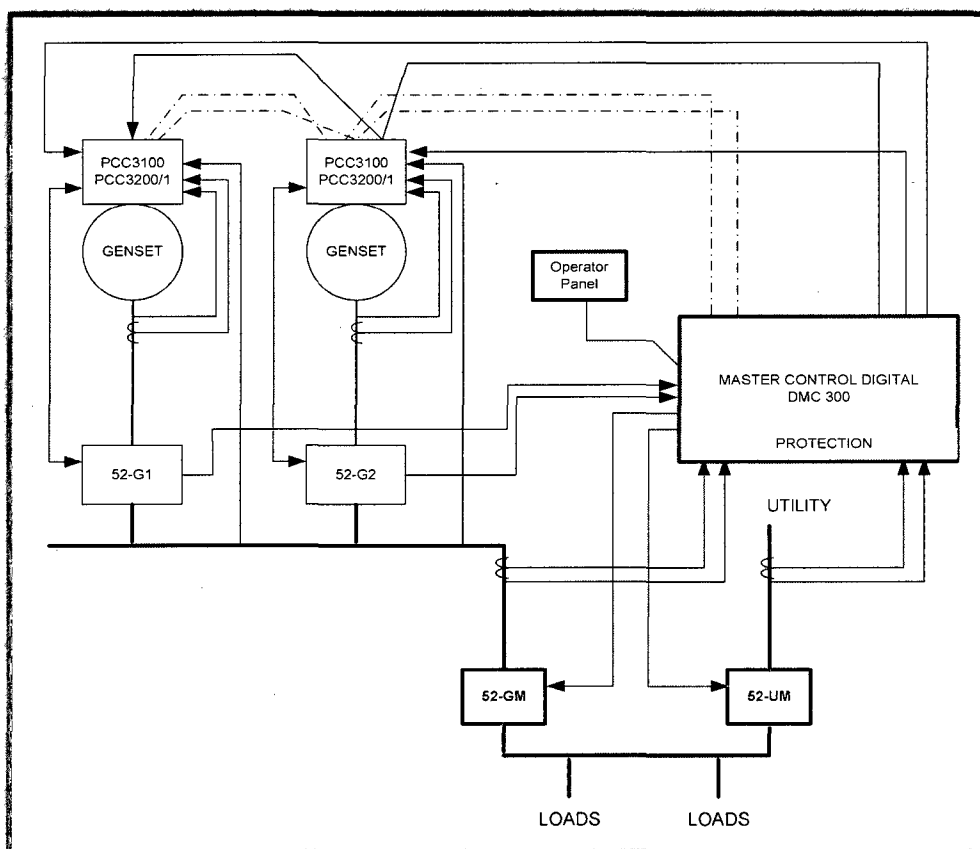 PCC3100
PCC3200/1
PCC3100
PCC3200/1
GENSET
GENSET
Operator
Panel
MASTER CONTROL DIGITAL
DMC 300
PROTECTION
52-G1
52-G2
UTILITY
52-GM
52-UM
LOADS
LOADS